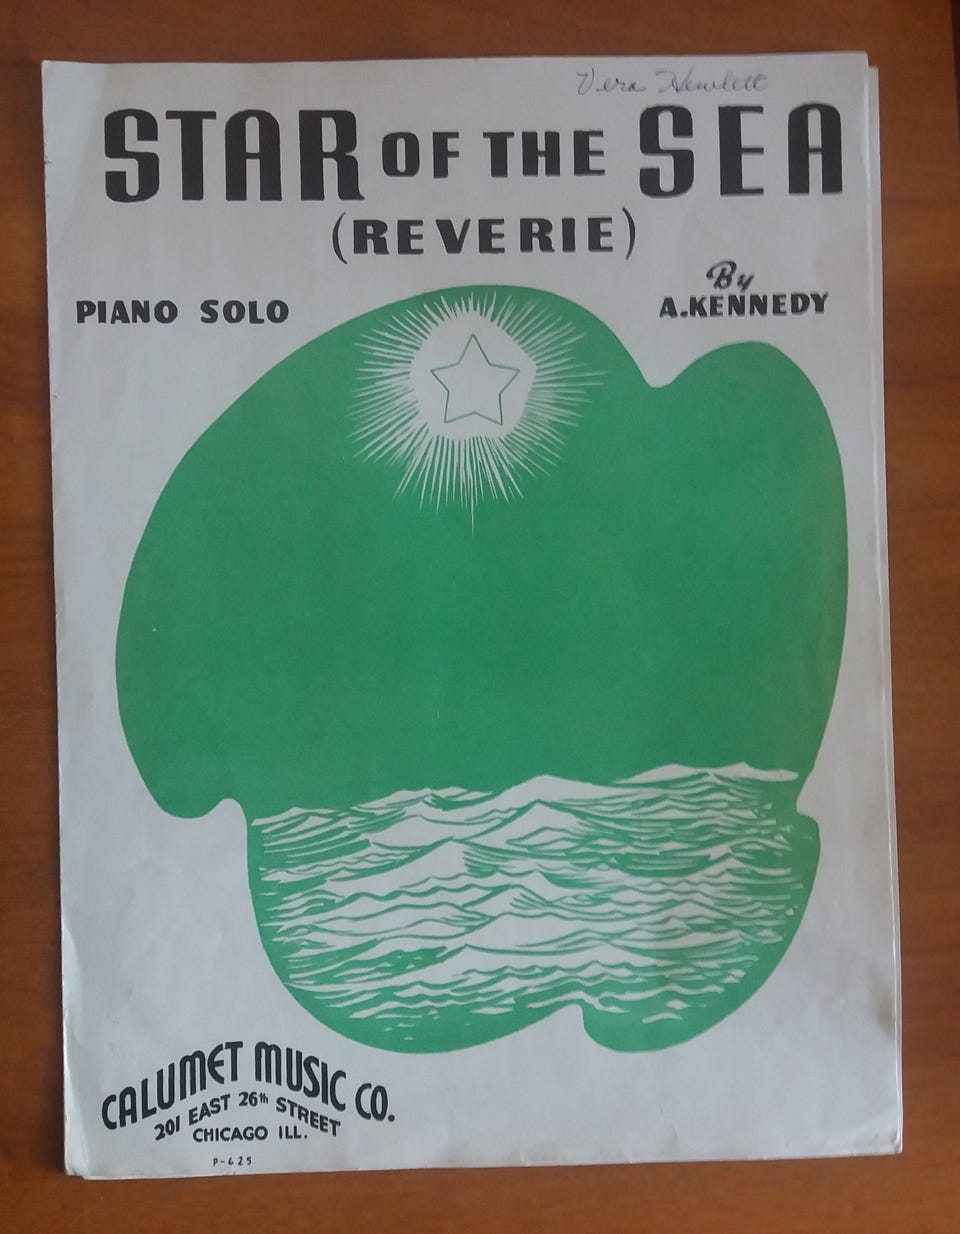 Vera Hewlett
STAR OF THE SEA
(REVERIE)
PIANO SOLO
By
A.KENNEDY
CALUMET MUSIC CO.
201 EAST 26th STREET
CHICAGO ILL.
P-625